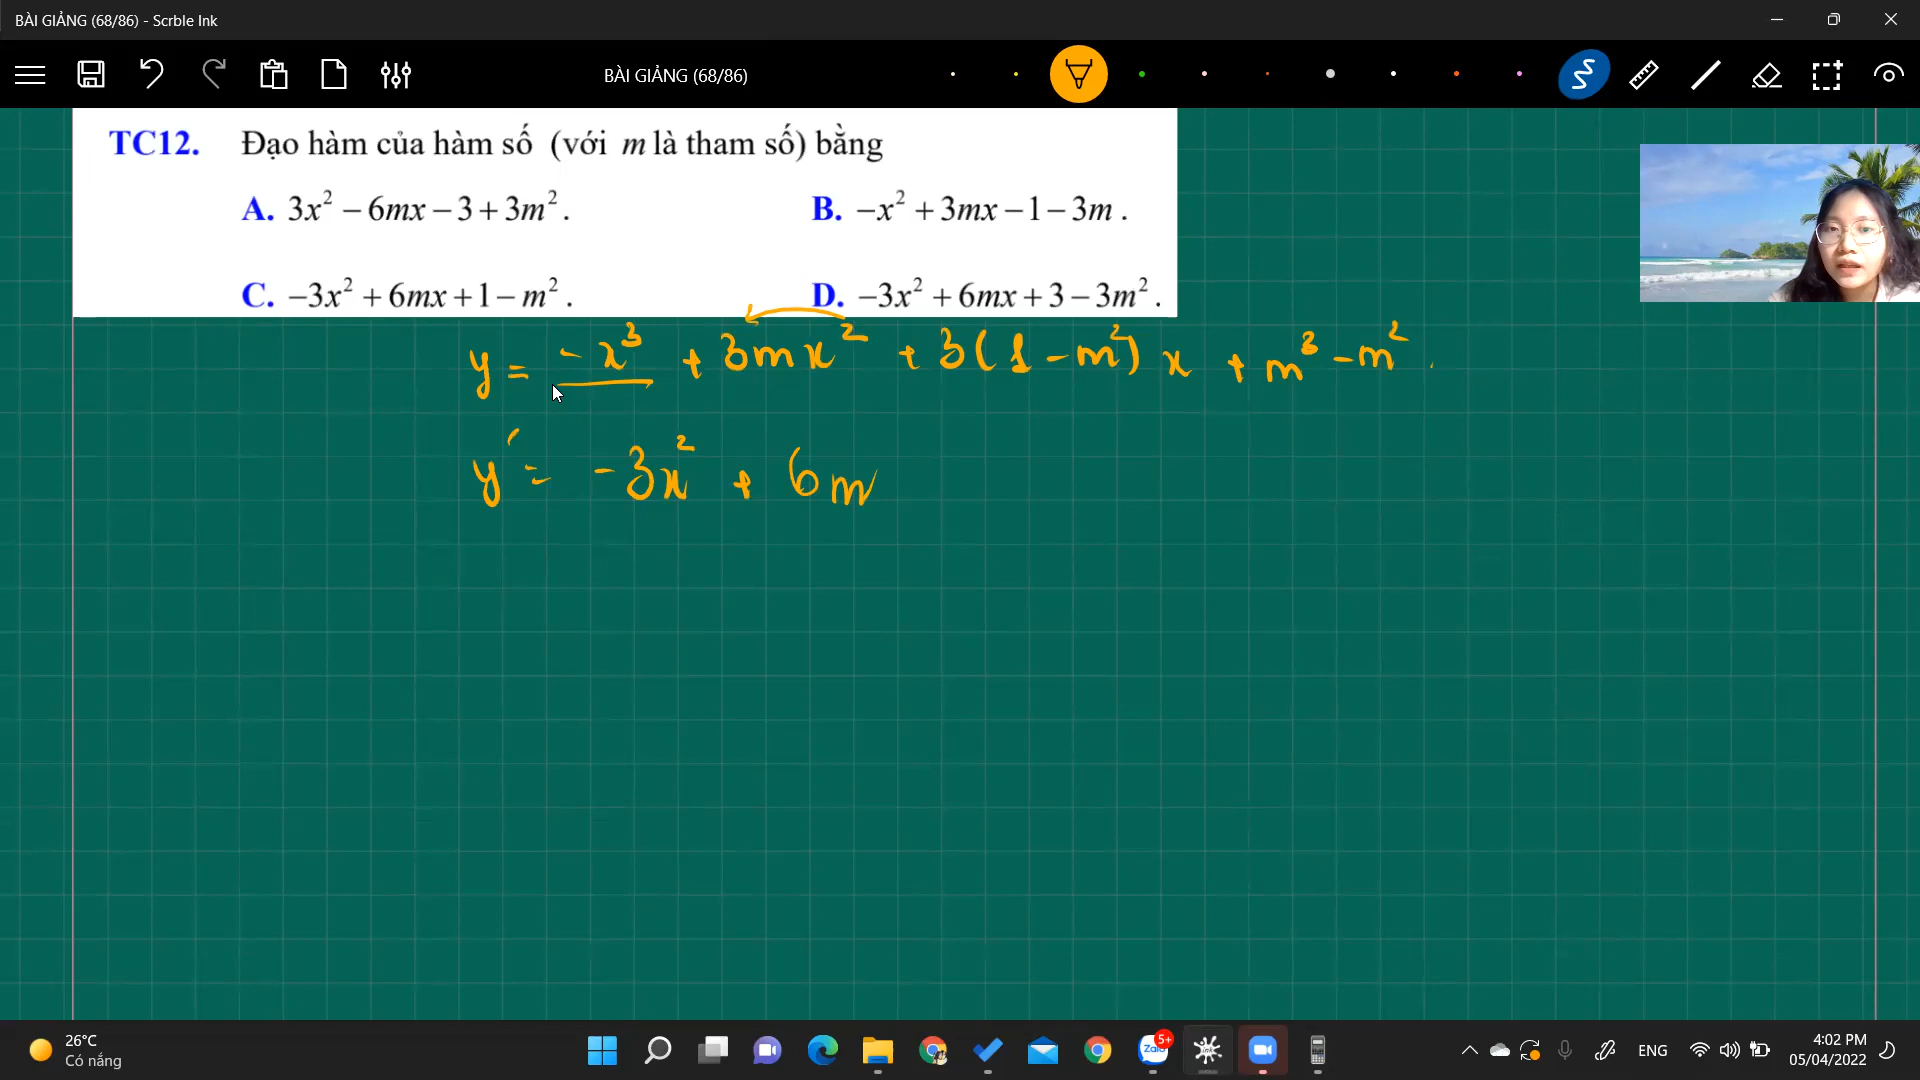 BÀI GIẢNG (68/86) - Scrble Ink
BÀI GIẢNG (68/86)
TC12. Đạo hàm của hàm số (với m là tham số) bằng
A. 3x² − 6mx − 3 + 3m². B. −x² + 3mx − 1 − 3m.
C. −3x² + 6mx + 1 − m². D. −3x² + 6mx + 3 − 3m².
y = -x³ + 3mx² + 3(1 - m²)x + m³ - m².
y' = -3x² + 6m
26°C
Có nắng
5+
Zalo
ENG
4:02 PM
05/04/2022